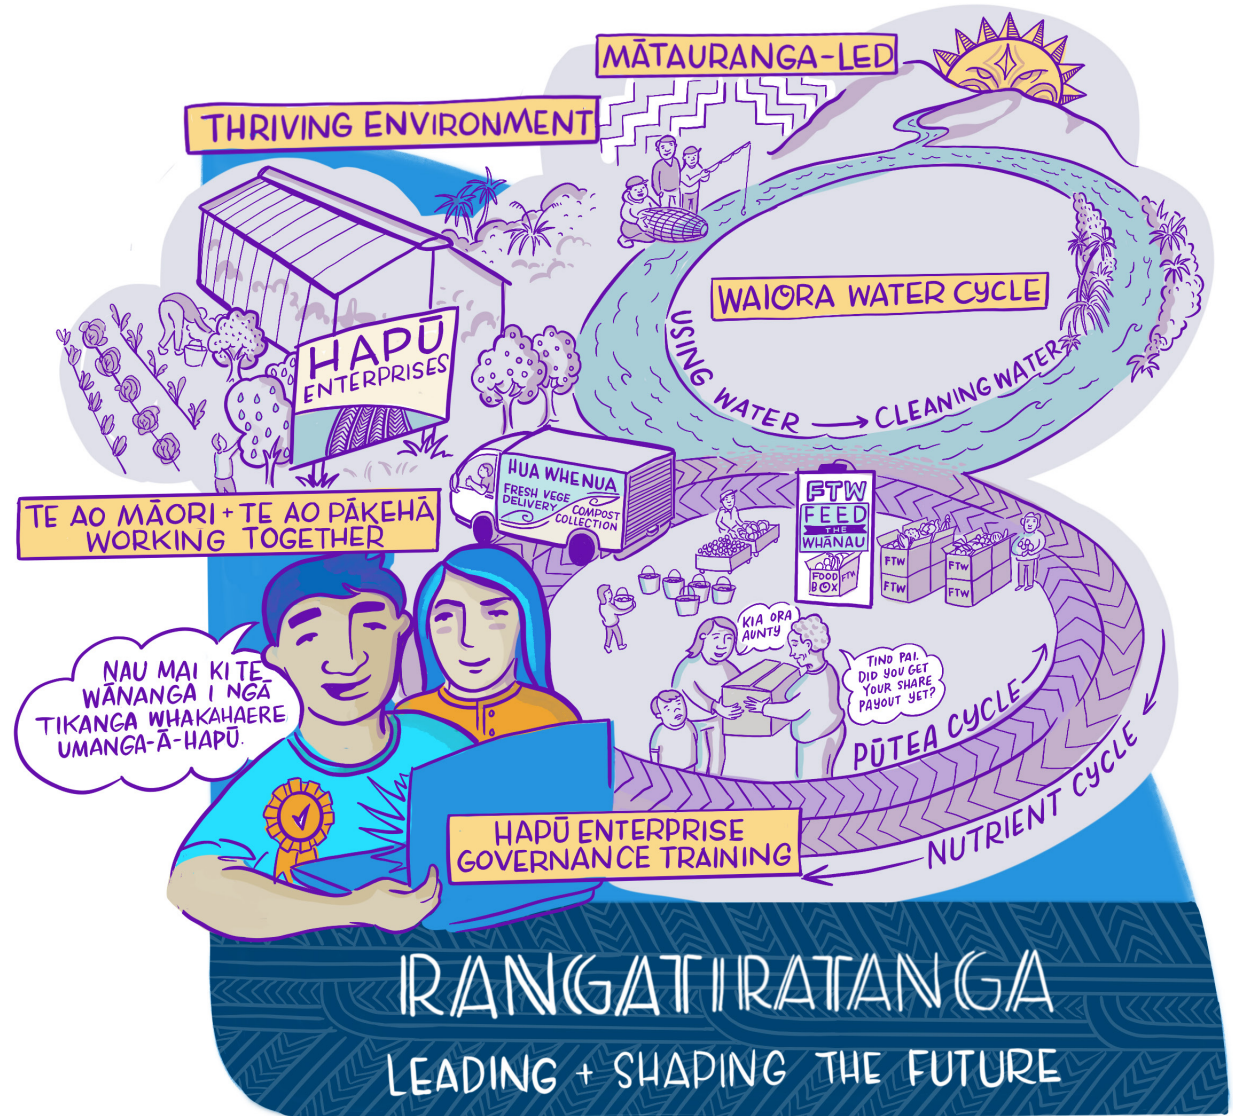 MĀTAURANGA-LED
THRIVING ENVIRONMENT
WAIORA WATER CYCLE
USING WATER → CLEANING WATER
HAPŪ
ENTERPRISES
HUA WHENUA
FRESH VEGE
DELIVERY
COMPOST
COLLECTION
FTW
FEED
THE
WHĀNAU
FOOD
BOX
FTW
FTW
FTW
FTW
FTW
TE AO MĀORI + TE AO PĀKEHĀ
WORKING TOGETHER
KIA ORA
AUNTY
TINO PAI.
DID YOU GET
YOUR SHARE
PAYOUT YET?
NAU MAI KI TE
WĀNANGA I NGĀ
TIKANGA WHAKAHAERE
UMANGA-Ā-HAPŪ.
PŪTEA CYCLE
NUTRIENT CYCLE
HAPŪ ENTERPRISE
GOVERNANCE TRAINING
RANGATIRATANGA
LEADING + SHAPING THE FUTURE